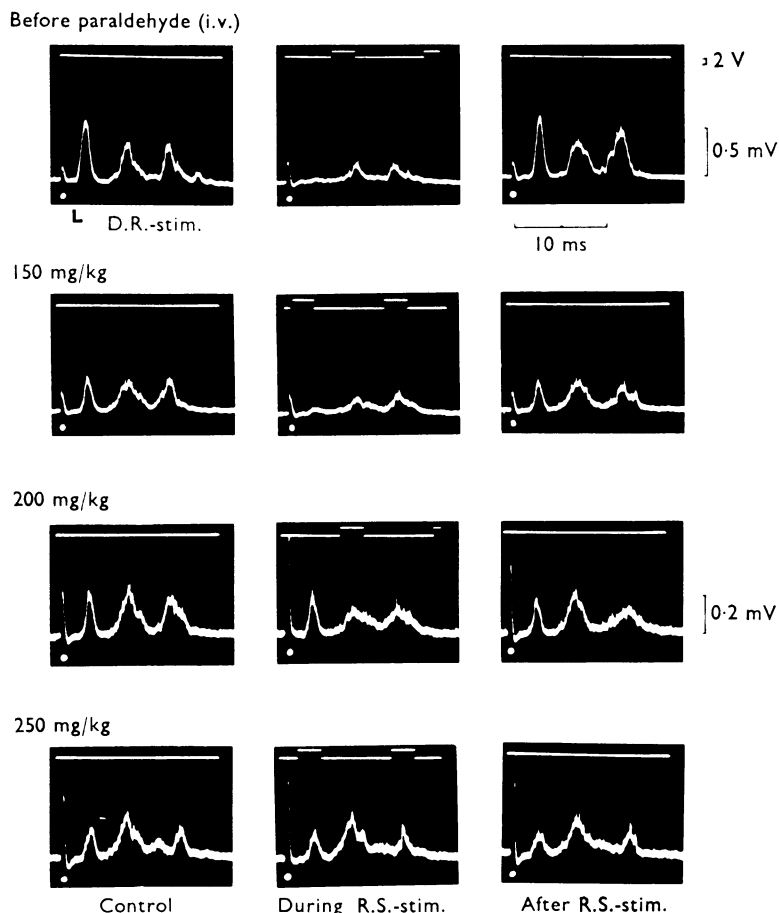 Before paraldehyde (i.v.)
2 V
0·5 mV
L D.R.-stim.
10 ms
150 mg/kg
200 mg/kg
0·2 mV
250 mg/kg
Control During R.S.-stim. After R.S.-stim.